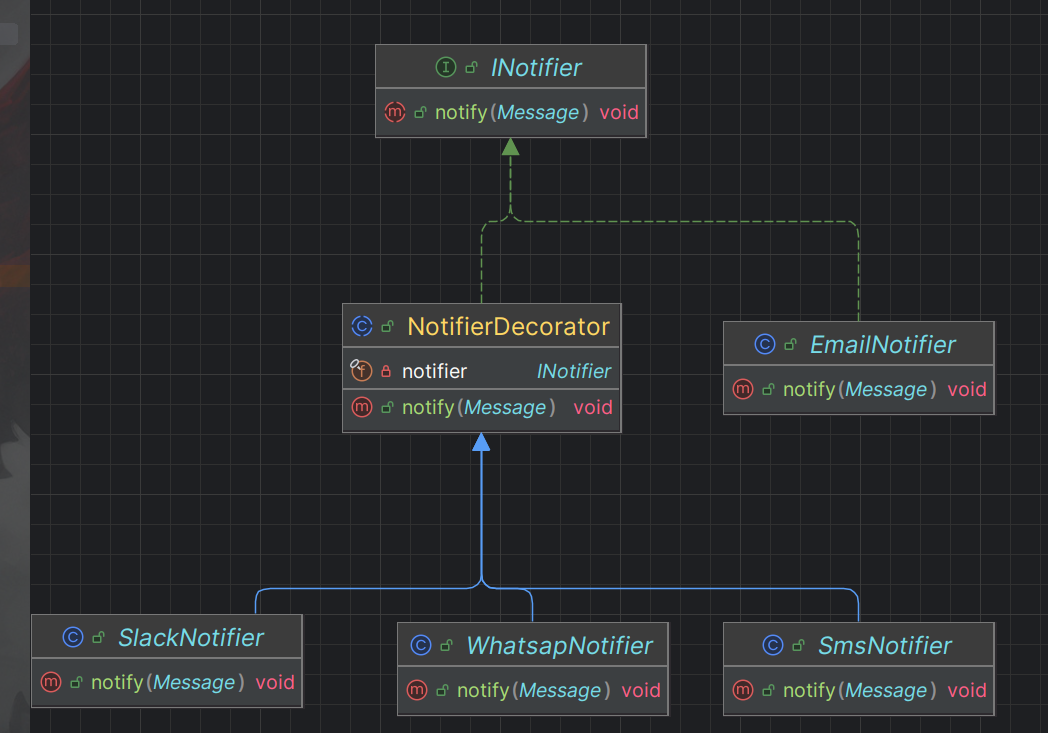 INotifier
notify(Message) void
NotifierDecorator
notifier INotifier
notify(Message) void
EmailNotifier
notify(Message) void
SlackNotifier
notify(Message) void
WhatsapNotifier
notify(Message) void
SmsNotifier
notify(Message) void